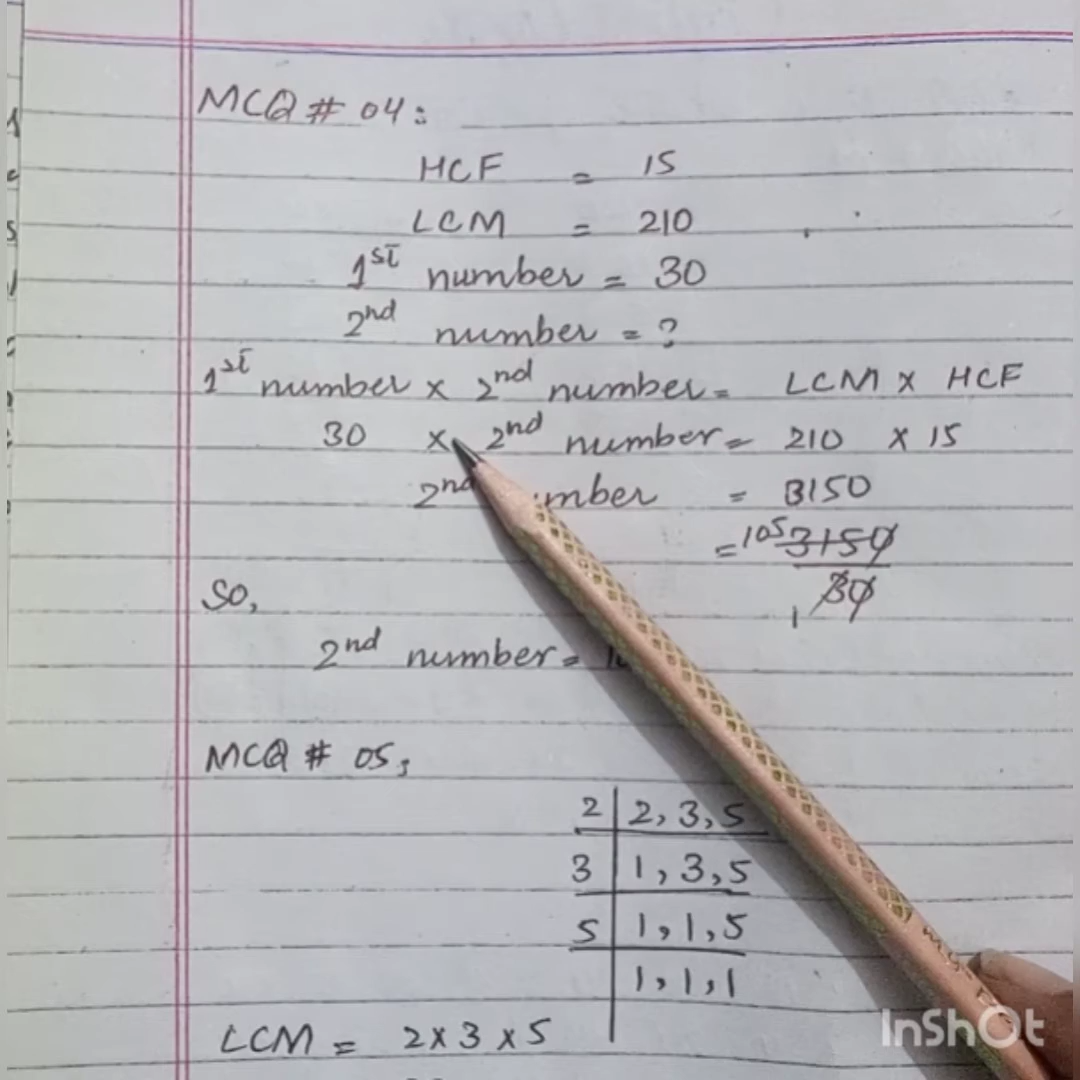 MCQ # 04:
HCF = 15
LCM = 210
1st number = 30
2nd number = ?
1st number x 2nd number = LCM x HCF
30 x 2nd number = 210 x 15
2nd mber = 3150
= 105 3150
1 30
So,
2nd number =
MCQ # 05,
2 | 2, 3, 5
3 | 1, 3, 5
5 | 1, 1, 5
1, 1, 1
LCM = 2 x 3 x 5
InShOt